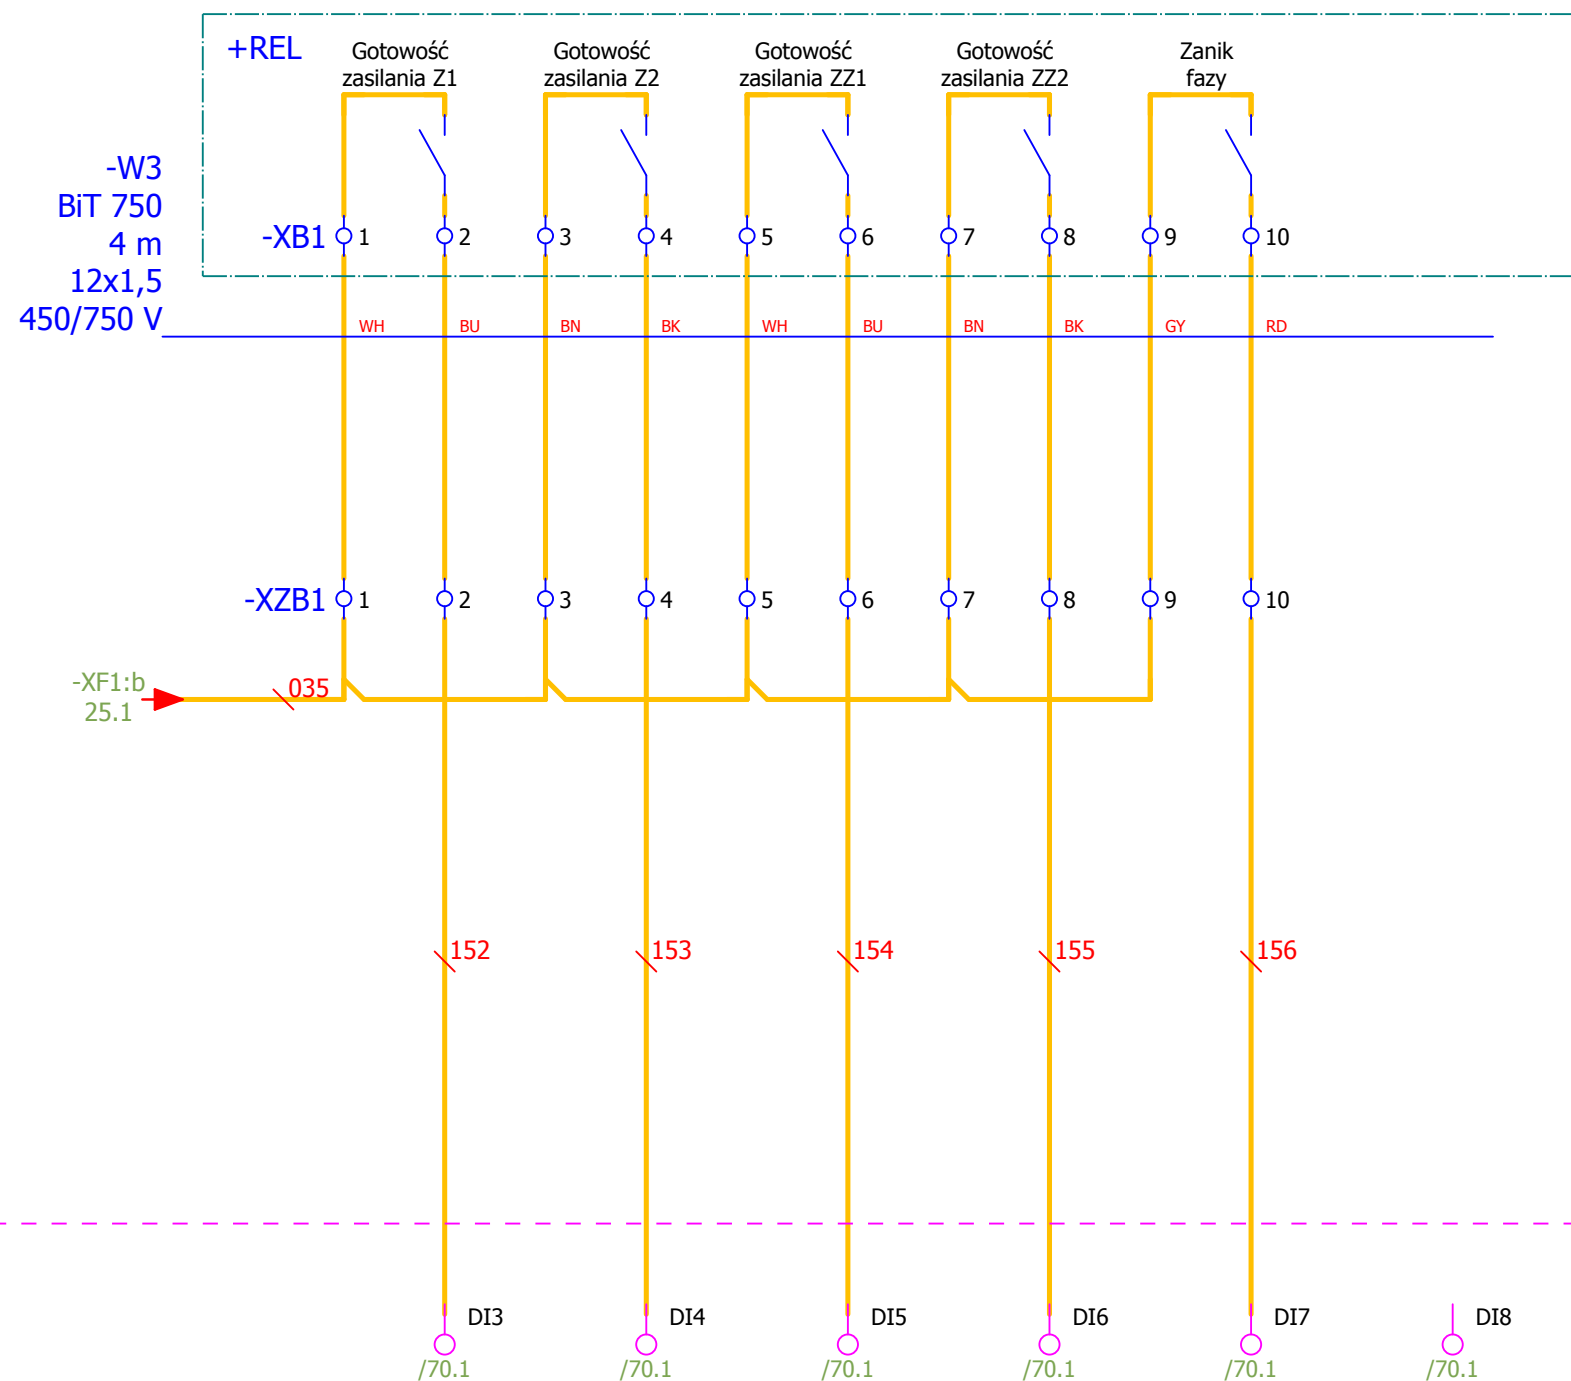 +REL
Gotowość
zasilania Z1
Gotowość
zasilania Z2
Gotowość
zasilania ZZ1
Gotowość
zasilania ZZ2
Zanik
fazy
-W3
BiT 750
4 m
12x1,5
450/750 V
-XB1 1 2 3 4 5 6 7 8 9 10
WH BU BN BK WH BU BN BK GY RD
-XZB1 1 2 3 4 5 6 7 8 9 10
-XF1:b
25.1
035
152 153 154 155 156
DI3 DI4 DI5 DI6 DI7 DI8
/70.1 /70.1 /70.1 /70.1 /70.1 /70.1